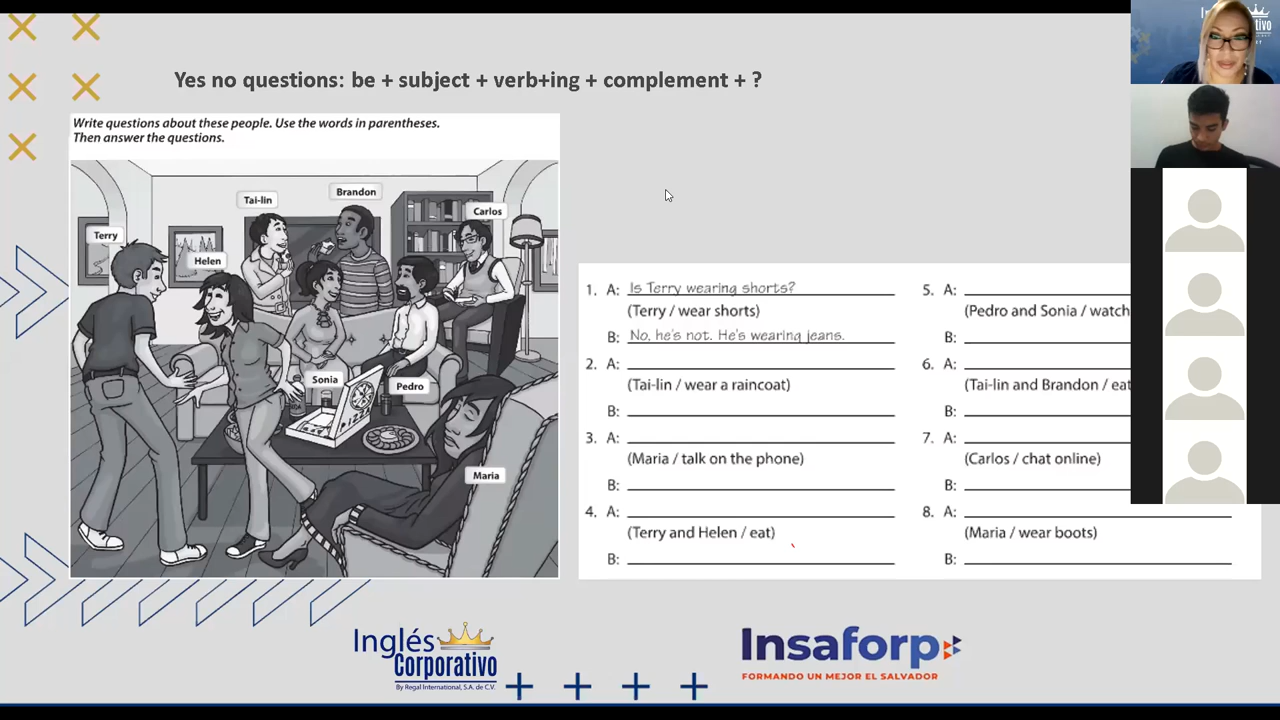 Yes no questions: be + subject + verb+ing + complement + ?
Write questions about these people. Use the words in parentheses.
Then answer the questions.
Tai-lin
Brandon
Carlos
Terry
Helen
Sonia
Pedro
Maria
1. A: Is Terry wearing shorts?
(Terry / wear shorts)
B: No, he's not. He's wearing jeans.
2. A:
(Tai-lin / wear a raincoat)
B:
3. A:
(Maria / talk on the phone)
B:
4. A:
(Terry and Helen / eat)
B:
5. A:
(Pedro and Sonia / watch
B:
6. A:
(Tai-lin and Brandon / eat
B:
7. A:
(Carlos / chat online)
B:
8. A:
(Maria / wear boots)
B:
Inglés
Corporativo
By Regal International, S.A. de C.V.
Insaforp
FORMANDO UN MEJOR EL SALVADOR